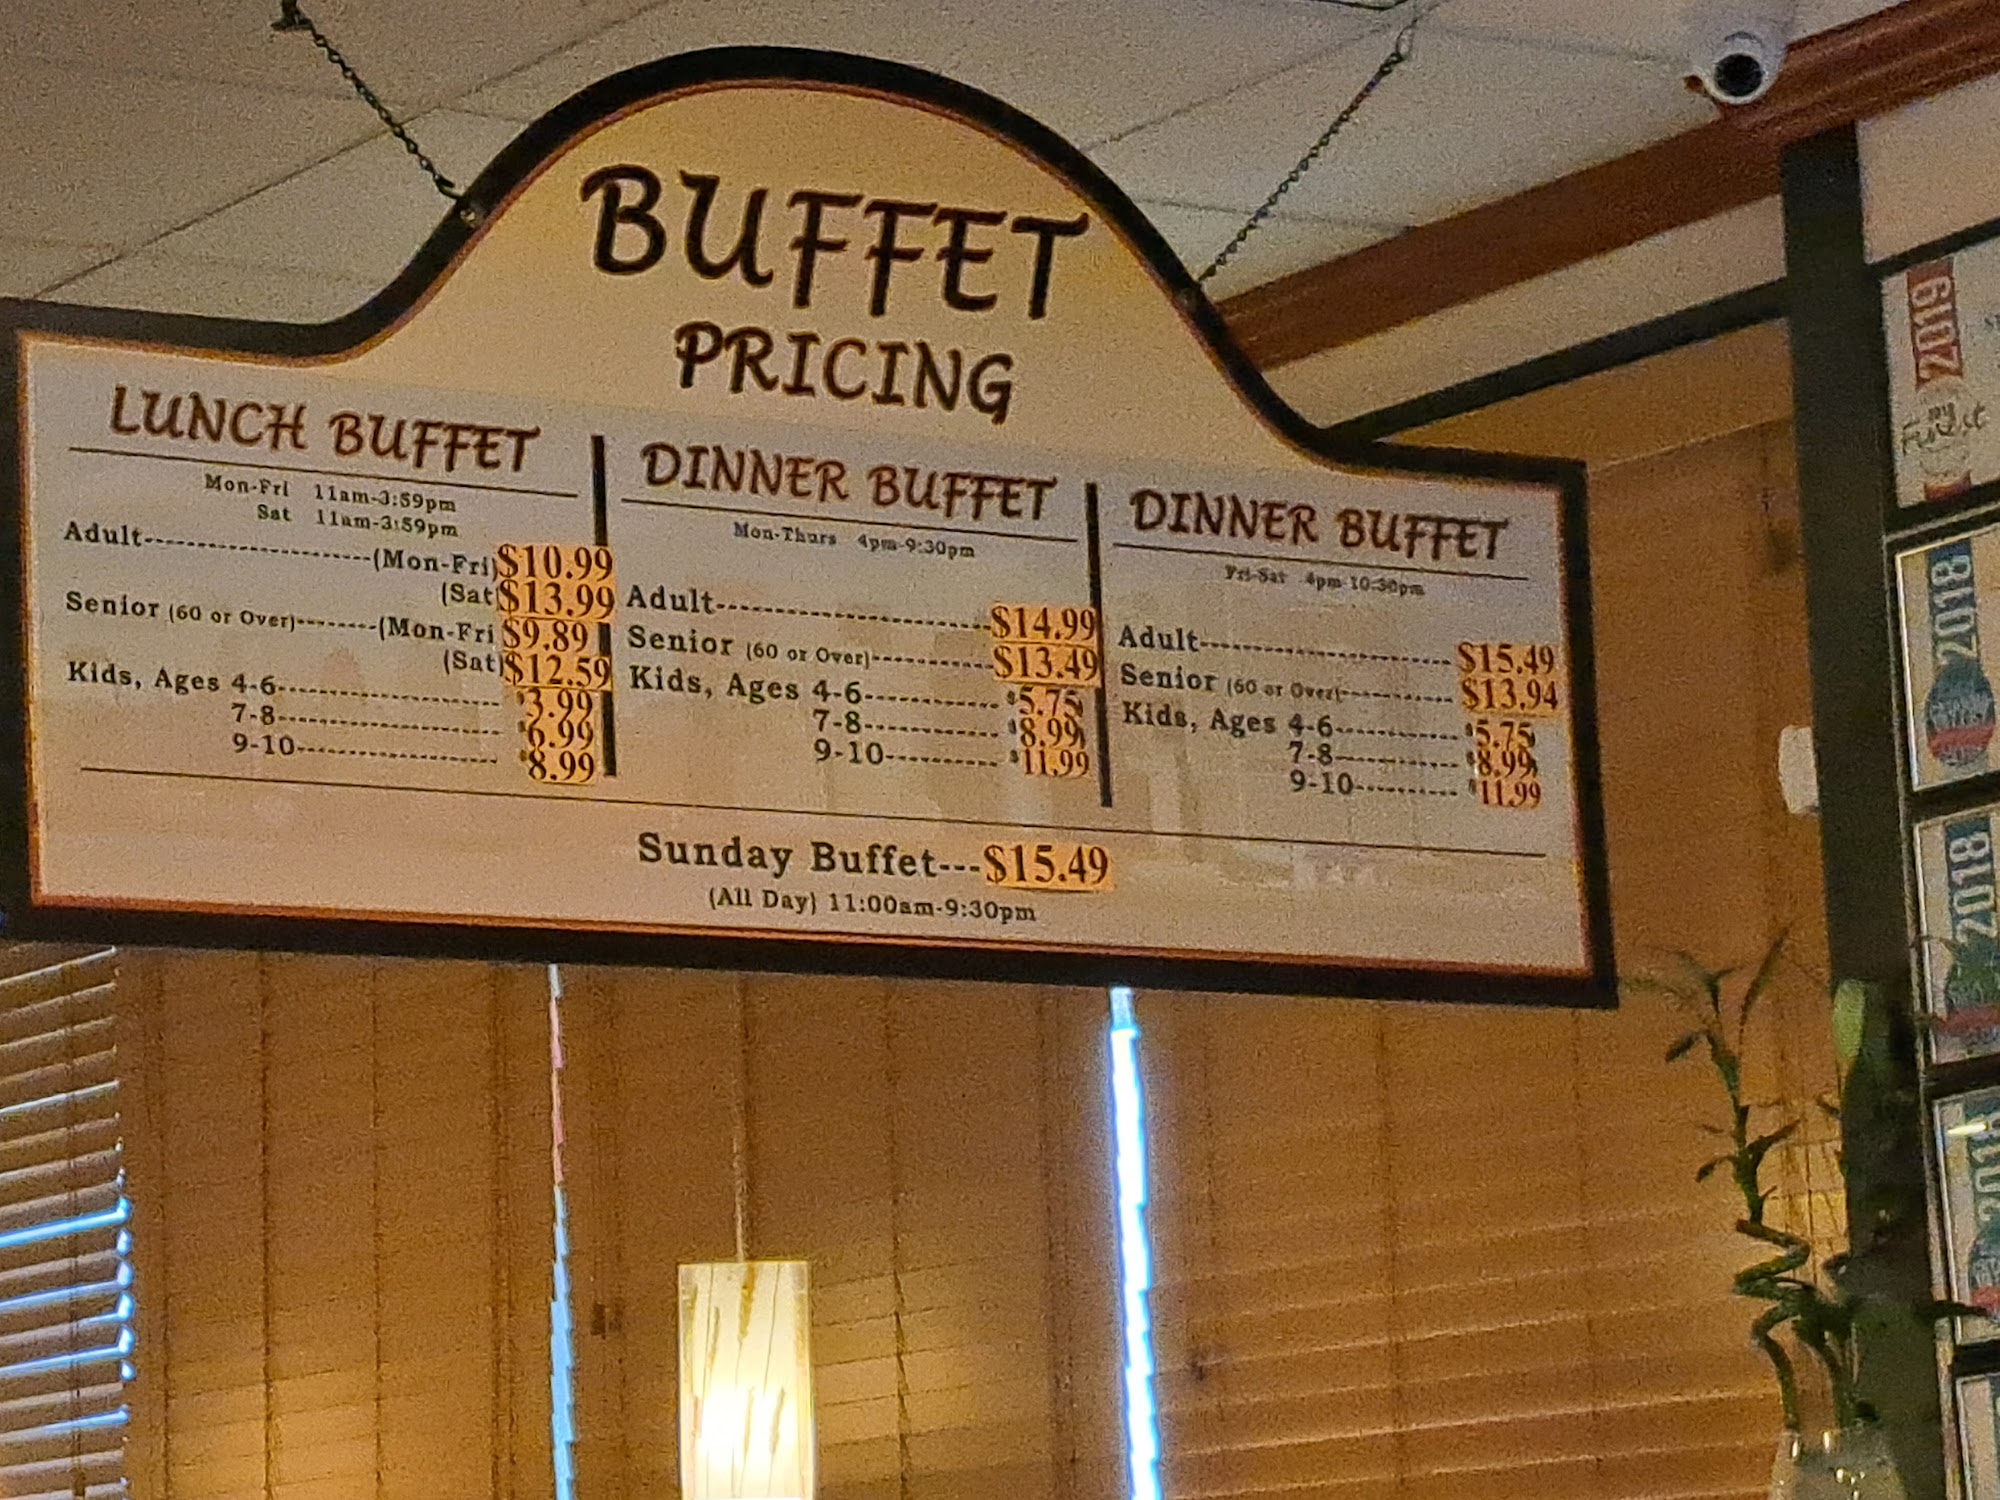 BUFFET
PRICING
LUNCH BUFFET
Mon-Fri 11am-3:59pm
Sat 11am-3:59pm
Adult----------------------(Mon-Fri) $10.99
(Sat $13.99
Senior (60 or Over)--------(Mon-Fri $9.89
(Sat) $12.59
Kids, Ages 4-6---------------------- $3.99
7-8---------------------- $6.99
9-10-------------------- $8.99
DINNER BUFFET
Mon-Thurs 4pm-9:30pm
Adult--------------------------$14.99
Senior (60 or Over)------------$13.49
Kids, Ages 4-6------------- $5.75
7-8------------- $8.99
9-10----------- $11.99
DINNER BUFFET
Fri-Sat 4pm-10:30pm
Adult------------------------ $15.49
Senior (60 or Over)----------- $13.94
Kids, Ages 4-6------------ $5.75
7-8------------ $8.99
9-10---------- $11.99
Sunday Buffet---$15.49
(All Day) 11:00am-9:30pm
2019
2018
2018
2018